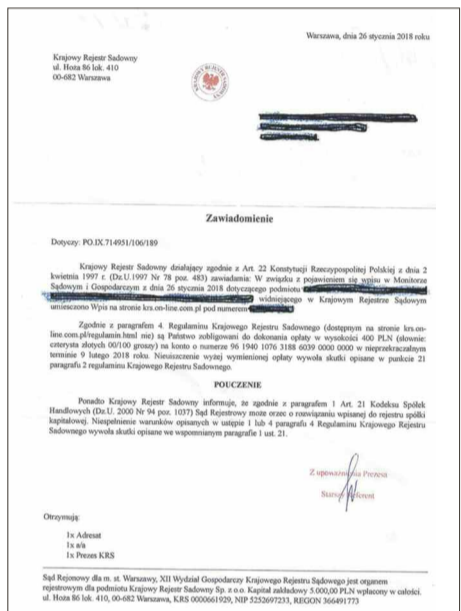 Warszawa, dnia 26 stycznia 2018 roku
Krajowy Rejestr Sadowny
ul. Hoża 86 lok. 410
00-682 Warszawa
Zawiadomienie
Dotyczy: PO.IX.714951/106/189
Krajowy Rejestr Sadowny działający zgodnie z Art. 22 Konstytucji Rzeczypospolitej Polskiej z dnia 2
kwietnia 1997 r. (Dz.U.1997 Nr 78 poz. 483) zawiadamia: W związku z pojawieniem się wpisu w Monitorze
Sądowym i Gospodarczym z dnia 26 stycznia 2018 dotyczącego podmiotu
widniejącego w Krajowym Rejestrze Sądowym
umieszczono Wpis na stronie krs.on-line.com.pl pod numerem
Zgodnie z paragrafem 4. Regulaminu Krajowego Rejestru Sadowno (dostępnym na stronie krs.on-
line.com.pl/regulamin.html nie) są Państwo zobligowani do dokonania opłaty w wysokości 400 PLN (słownie:
czterysta złotych 00/100 groszy) na konto o numerze 96 1940 1076 3188 6039 0000 0000 w nieprzekraczalnym
terminie 9 lutego 2018 roku. Nieuiszczenie wyżej wymienionej opłaty wywoła skutki opisane w punkcie 21
paragrafu 2 regulaminu Krajowego Rejestru Sadownego.
POUCZENIE
Ponadto Krajowy Rejestr Sadowny informuje, że zgodnie z paragrafem 1 Art. 21 Kodeksu Spółek
Handlowych (Dz.U. 2000 Nr 94 poz. 1037) Sąd Rejestrowy może orzec o rozwiązaniu wpisanej do rejestru spółki
kapitałowej. Niespełnienie warunków opisanych w ustępie 1 lub 4 paragrafu 4 Regulaminu Krajowego Rejestru
Sadownego wywoła skutki opisane we wspomnianym paragrafie 1 ust. 21.
Z upoważnienia Prezesa
Starszy Referent
Otrzymują:
1x Adresat
1x a/a
1x Prezes KRS
Sąd Rejonowy dla m. st. Warszawy, XII Wydział Gospodarczy Krajowego Rejestru Sądowego jest organem
rejestrowym dla podmiotu Krajowy Rejestr Sadowny Sp. z o.o. Kapitał zakładowy 5.000,00 PLN wpłacony w całości.
ul. Hoża 86 lok. 410, 00-682 Warszawa, KRS 0000661929, NIP 5252697233, REGON 366491773